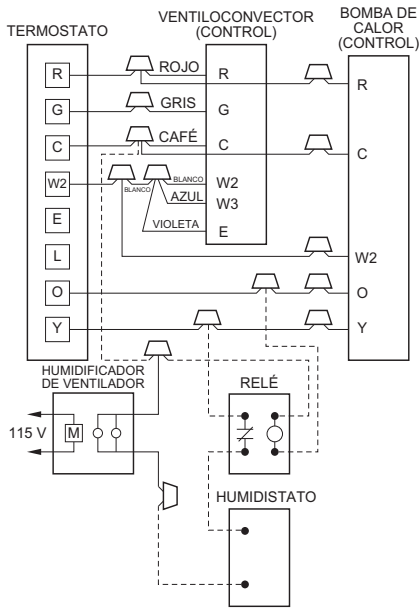 TERMOSTATO
VENTILOCONVECTOR
(CONTROL)
BOMBA DE
CALOR
(CONTROL)
R
ROJO
R
R
G
GRIS
G
C
CAFÉ
C
C
W2
BLANCO
BLANCO
W2
AZUL
W3
E
VIOLETA
E
L
W2
O
O
Y
Y
HUMIDIFICADOR
DE VENTILADOR
115 V
M
RELÉ
HUMIDISTATO